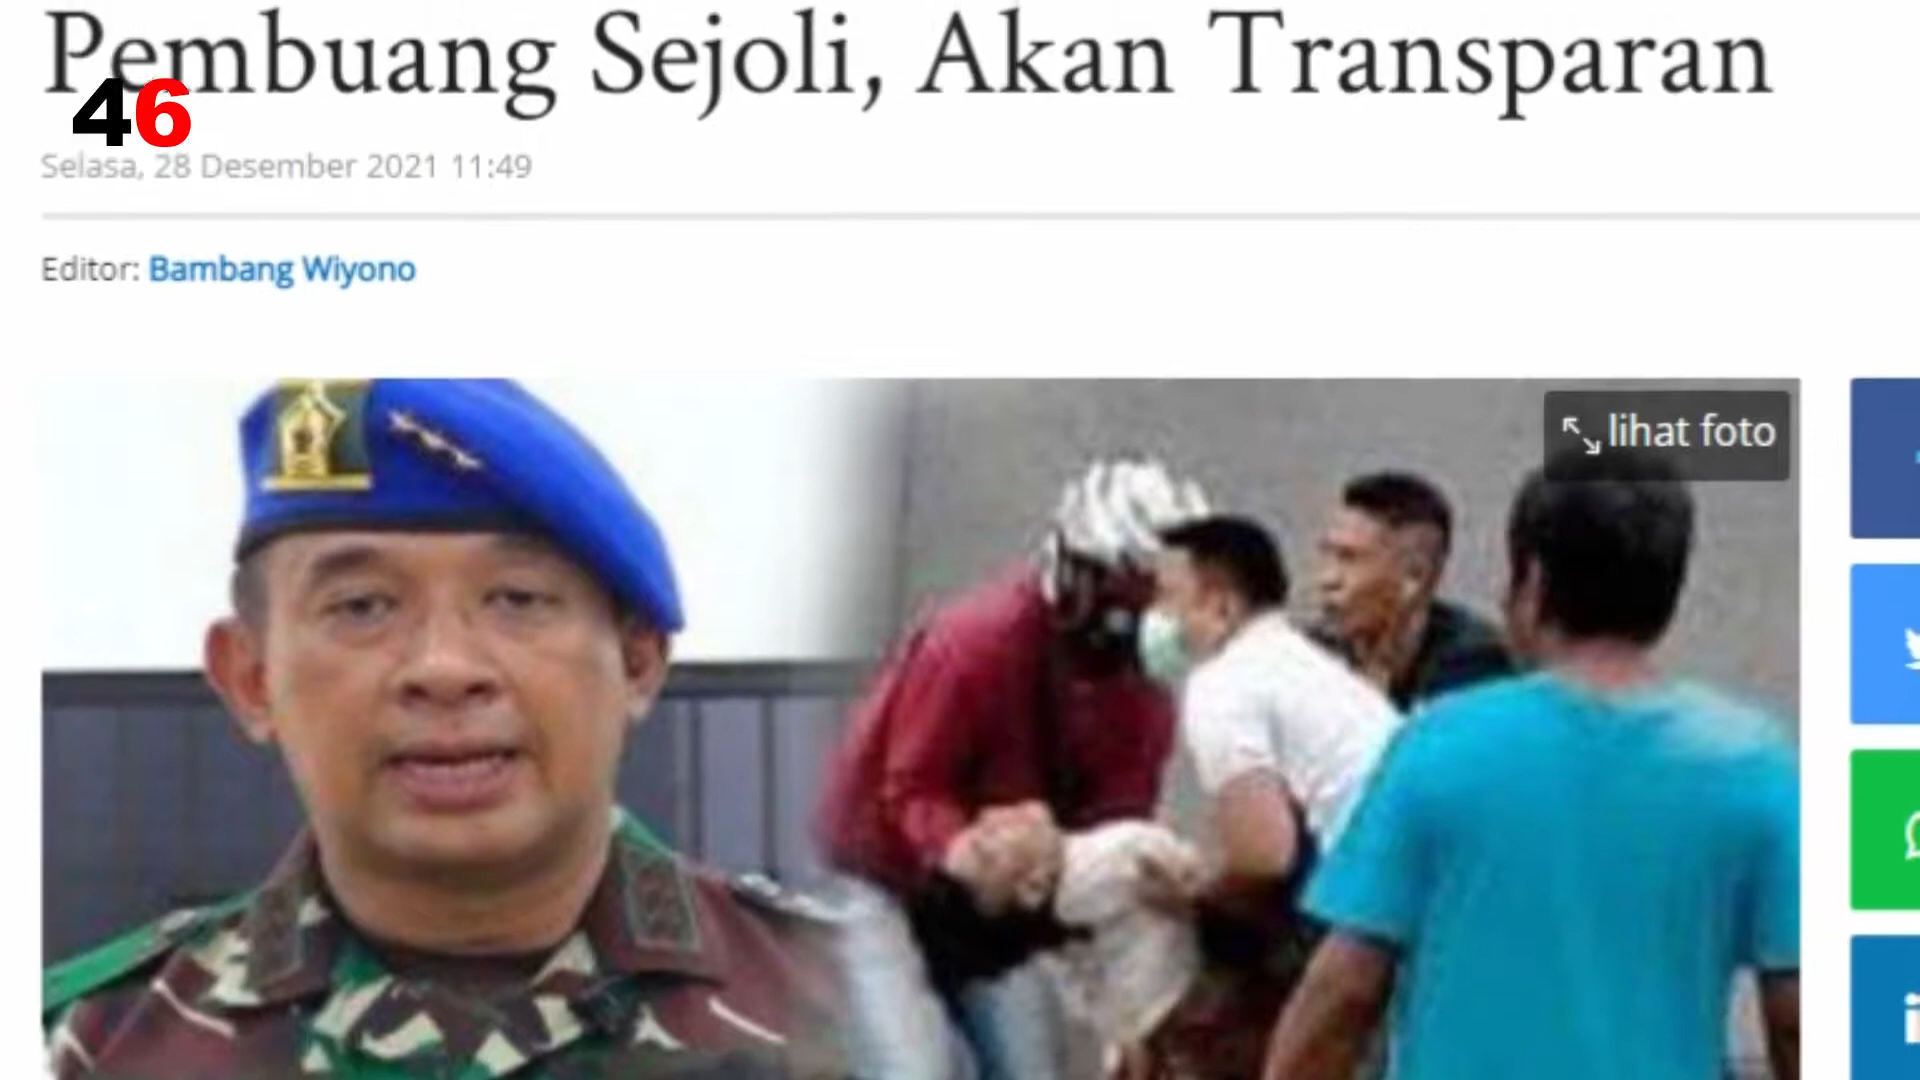 Pembuang Sejoli, Akan Transparan
46
Selasa, 28 Desember 2021 11:49
Editor: Bambang Wiyono
lihat foto